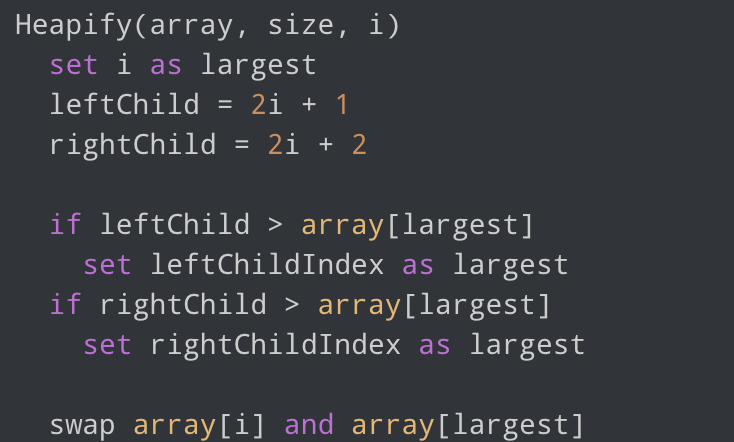 Heapify(array, size, i)
set i as largest
leftChild = 2i + 1
rightChild = 2i + 2
if leftChild > array[largest]
set leftChildIndex as largest
if rightChild > array[largest]
set rightChildIndex as largest
swap array[i] and array[largest]